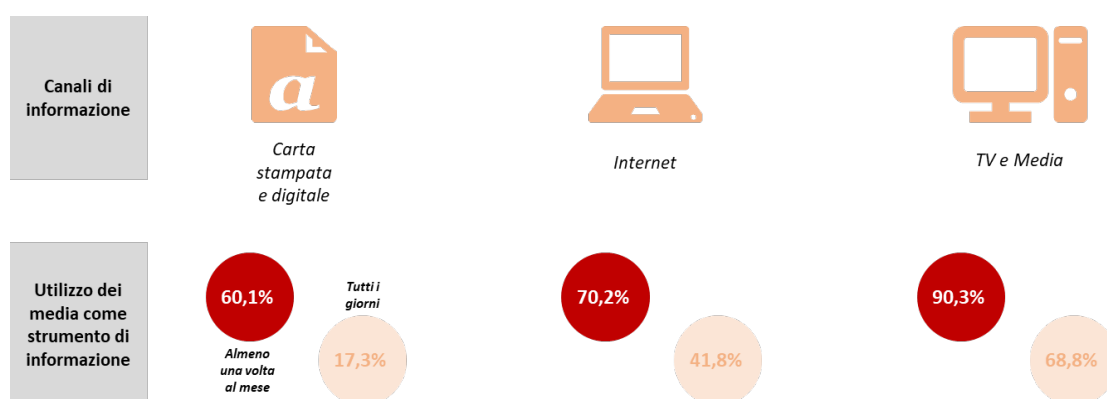 Canali di
informazione
a
Carta
stampata
e digitale
Internet
TV e Media
Utilizzo dei
media come
strumento di
informazione
60,1%
Almeno
una volta
al mese
Tutti i
giorni
17,3%
70,2%
41,8%
90,3%
68,8%